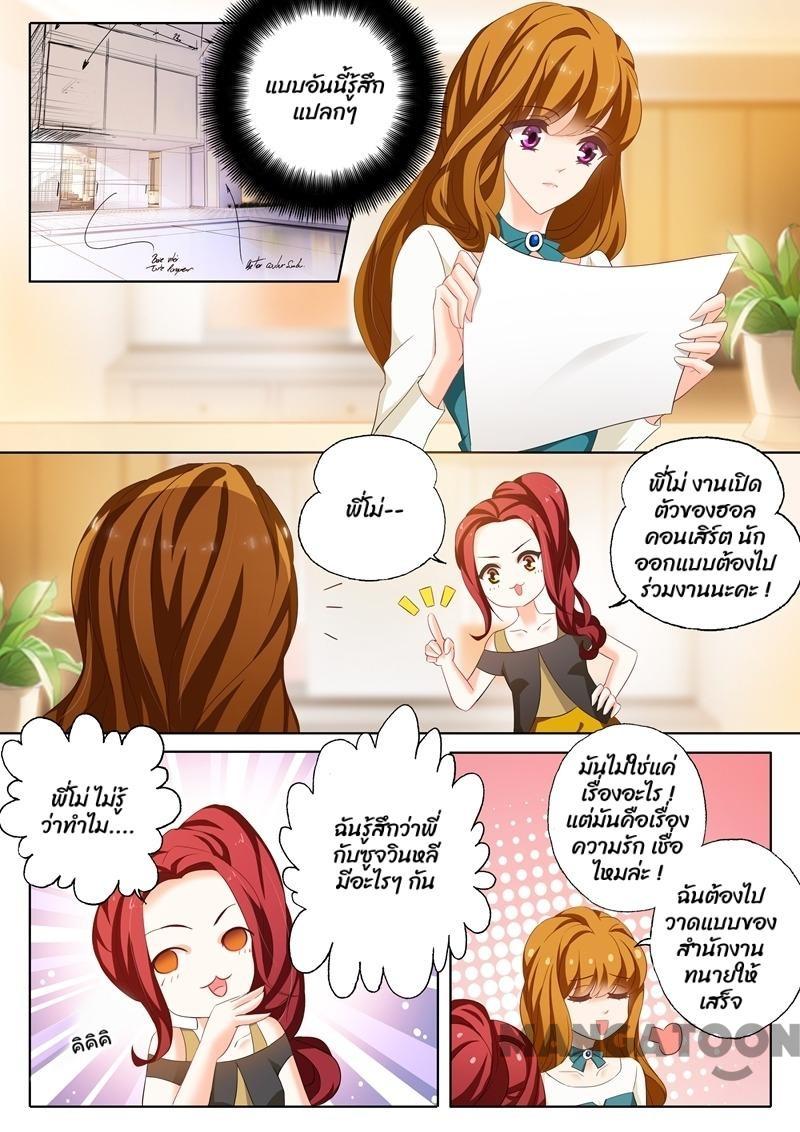 แบบอันนี้รู้สึก
แปลกๆ
พี่โม่--
พี่โม่ งานเปิด
ตัวของฮอล
คอนเสิร์ต นัก
ออกแบบต้องไป
ร่วมงานนะคะ !
พี่โม่ ไม่รู้
ว่าทำไม....
ฉันรู้สึกว่าพี่
กับซูจวินหลี
มีอะไรๆ กัน
คิคิคิ
มันไม่ใช่แค่
เรื่องอะไร !
แต่มันคือเรื่อง
ความรัก เชื่อ
ไหมล่ะ !
ฉันต้องไป
วาดแบบของ
สำนักงาน
ทนายให้
เสร็จ
MANGATOON